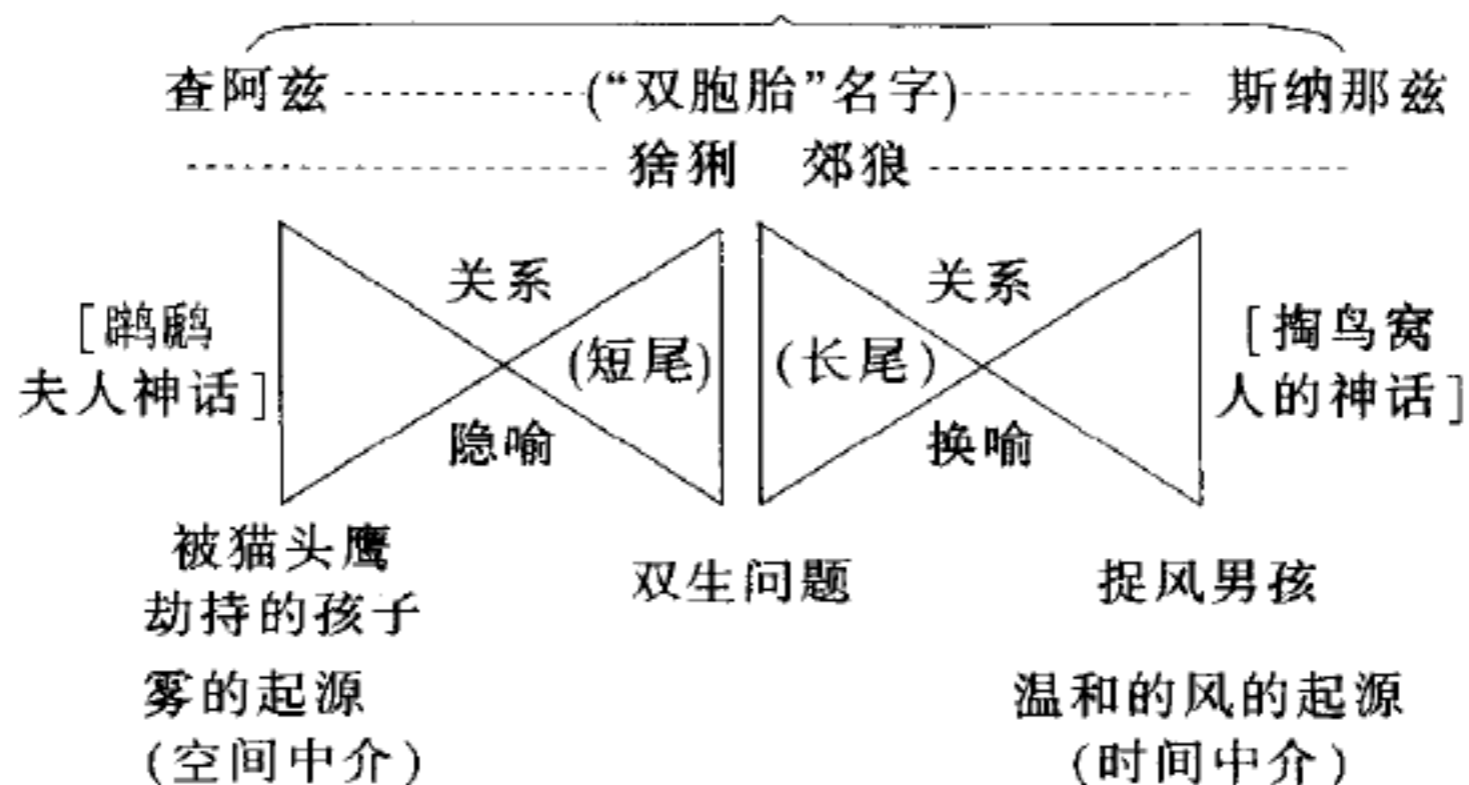 查阿兹 (“双胞胎”名字) 斯纳那兹
猞猁 郊狼
关系 关系
[鸊鷉
夫人神话]
(短尾) (长尾)
[掏鸟窝
人的神话]
隐喻 换喻
被猫头鹰
劫持的孩子
双生问题 捉风男孩
雾的起源 温和的风的起源
(空间中介) (时间中介)